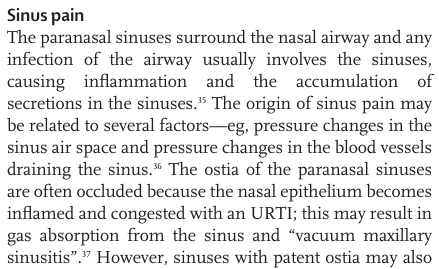 Sinus pain
The paranasal sinuses surround the nasal airway and any
infection of the airway usually involves the sinuses,
causing inflammation and the accumulation of
secretions in the sinuses.35 The origin of sinus pain may
be related to several factors—eg, pressure changes in the
sinus air space and pressure changes in the blood vessels
draining the sinus.36 The ostia of the paranasal sinuses
are often occluded because the nasal epithelium becomes
inflamed and congested with an URTI; this may result in
gas absorption from the sinus and “vacuum maxillary
sinusitis”.37 However, sinuses with patent ostia may also